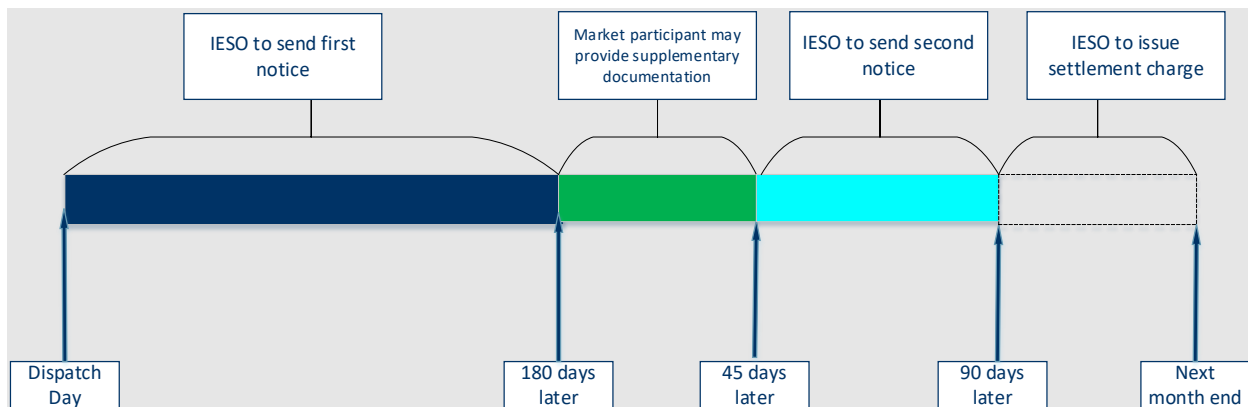 IESO to send first
notice
Market participant may
provide supplementary
documentation
IESO to send second
notice
IESO to issue
settlement charge
Dispatch
Day
180 days
later
45 days
later
90 days
later
Next
month end